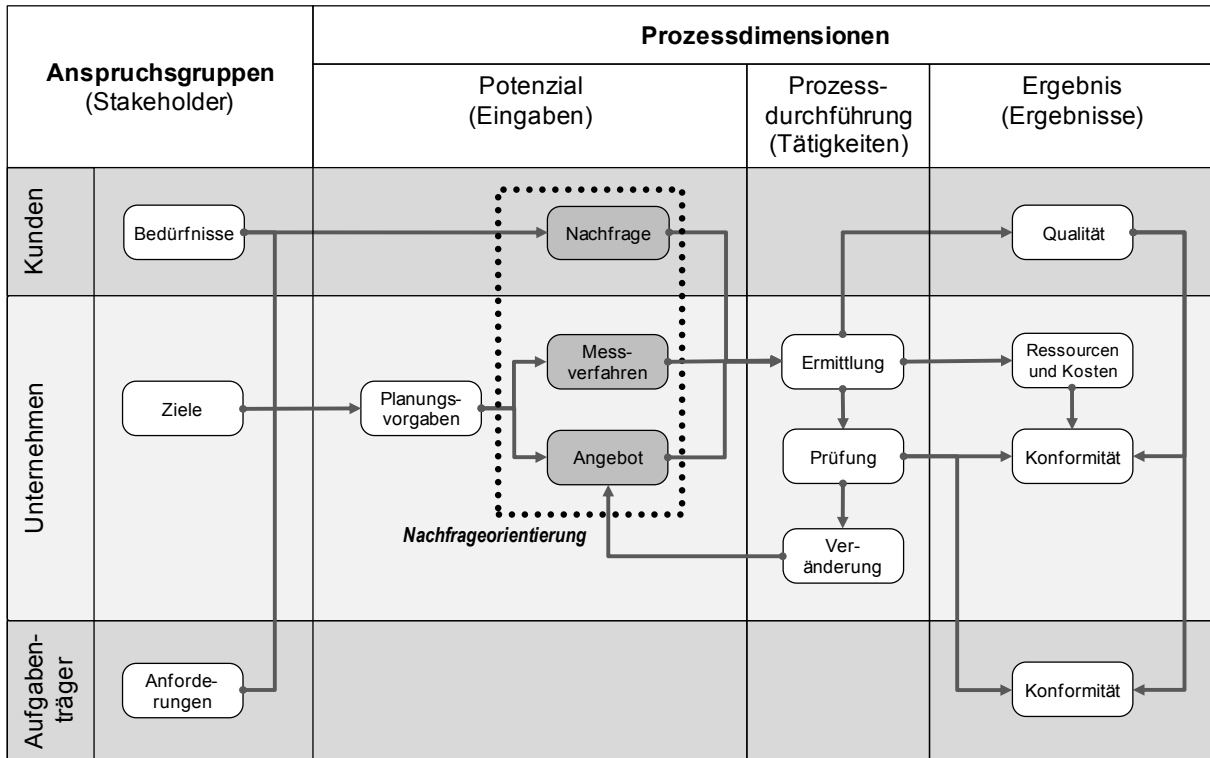 Anspruchsgruppen
(Stakeholder)
Prozessdimensionen
Potenzial
(Eingaben)
Prozess-
durchführung
(Tätigkeiten)
Ergebnis
(Ergebnisse)
Kunden
Bedürfnisse
Nachfrage
Qualität
Unternehmen
Ziele
Planungs-
vorgaben
Mess-
verfahren
Angebot
Nachfrageorientierung
Ermittlung
Prüfung
Ver-
änderung
Ressourcen
und Kosten
Konformität
Aufgaben-
träger
Anforde-
rungen
Konformität